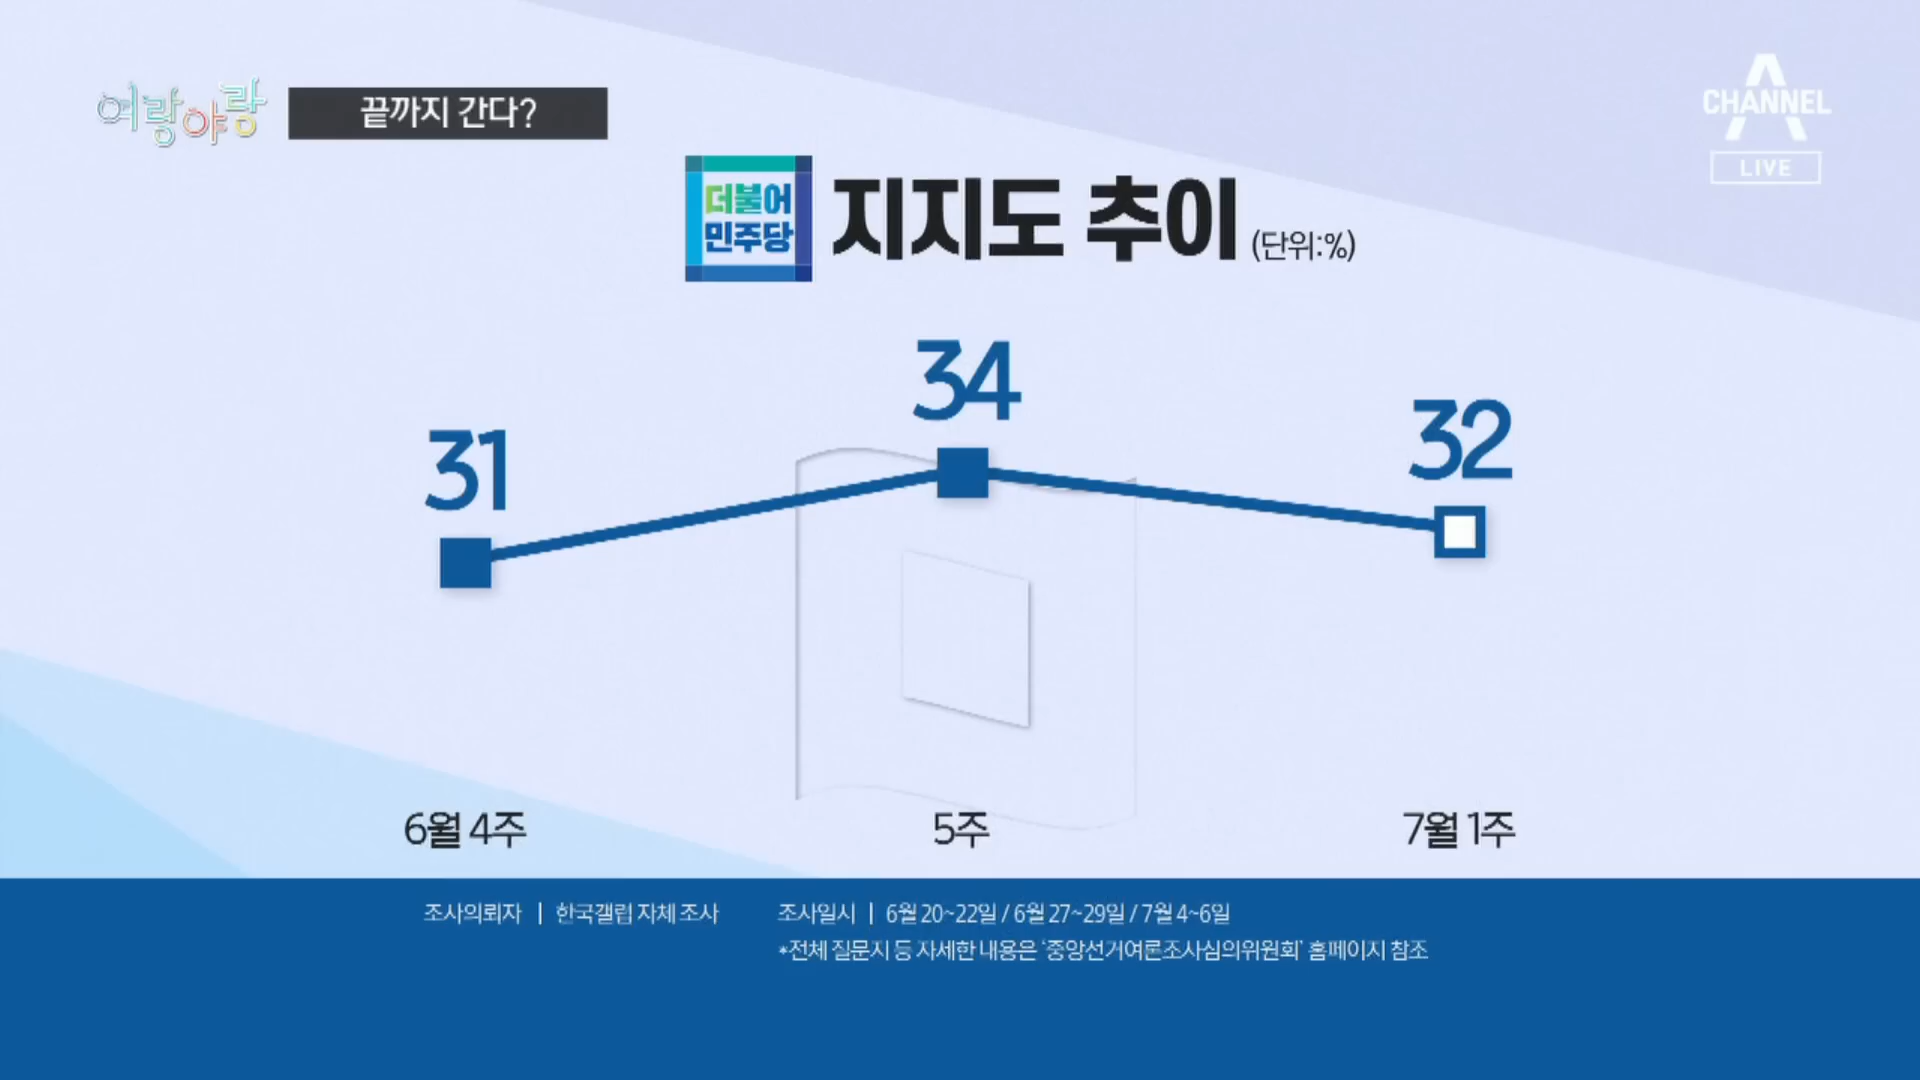 여랑야랑
끝까지 간다?
CHANNEL A
LIVE
더불어
민주당
지지도 추이 (단위:%)
31
34
32
6월 4주
5주
7월 1주
조사의뢰자 | 한국갤럽 자체 조사
조사일시 | 6월 20~22일 / 6월 27~29일 / 7월 4~6일
*전체 질문지 등 자세한 내용은 ‘중앙선거여론조사심의위원회’ 홈페이지 참조